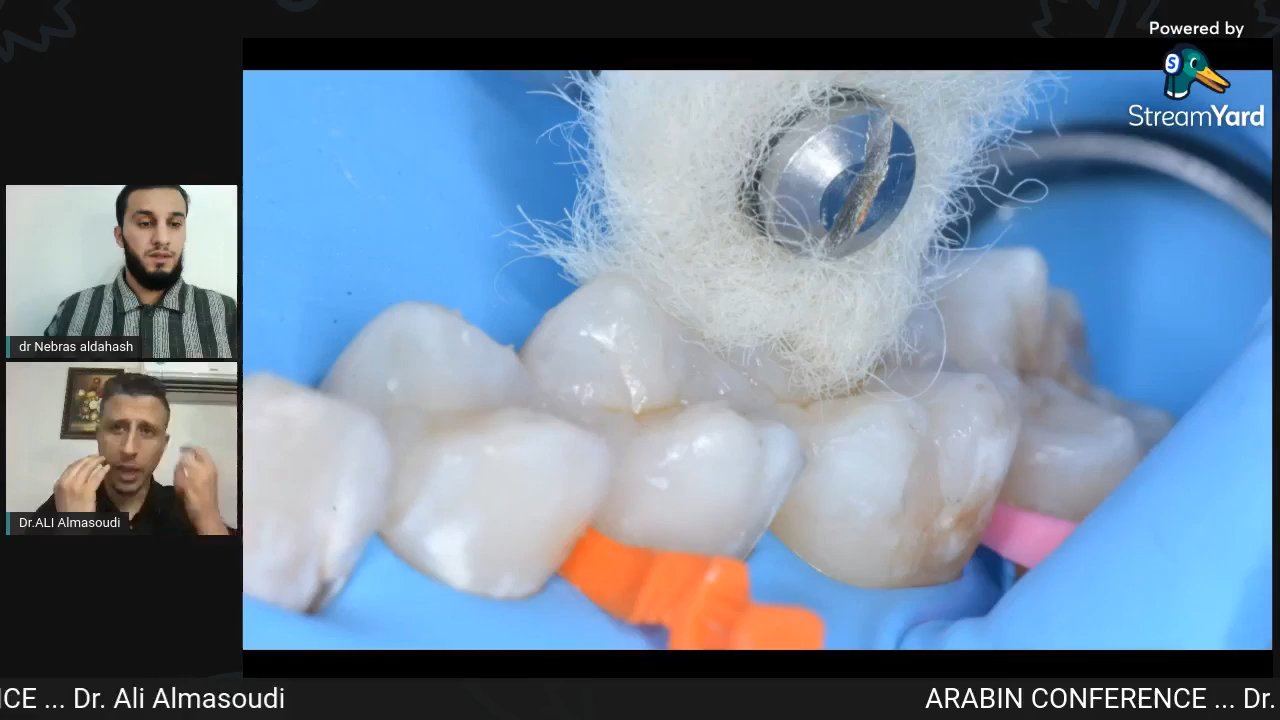 Powered by
S
StreamYard
dr Nebras aldahash
Dr.ALI Almasoudi
ICE ... Dr. Ali Almasoudi
ARABIN CONFERENCE ... Dr.